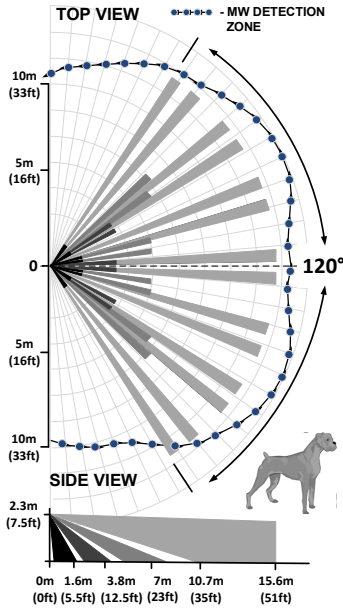 TOP VIEW
- MW DETECTION
ZONE
10m
(33ft)
5m
(16ft)
0
120°
5m
(16ft)
10m
(33ft)
SIDE VIEW
2.3m
(7.5ft)
0m 1.6m 3.8m 7m 10.7m 15.6m
(0ft) (5.5ft) (12.5ft) (23ft) (35ft) (51ft)